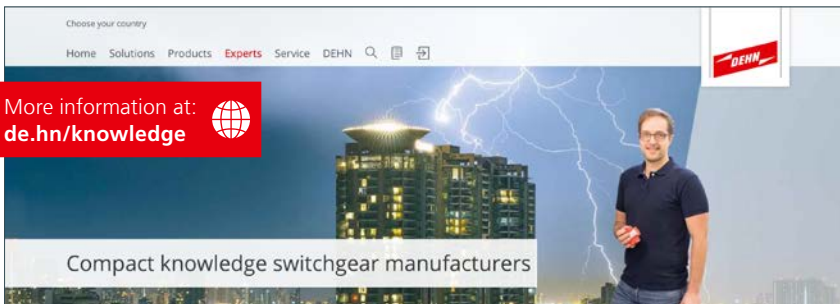 Choose your country
Home Solutions Products Experts Service DEHN
DEHN
More information at:
de.hn/knowledge
Compact knowledge switchgear manufacturers